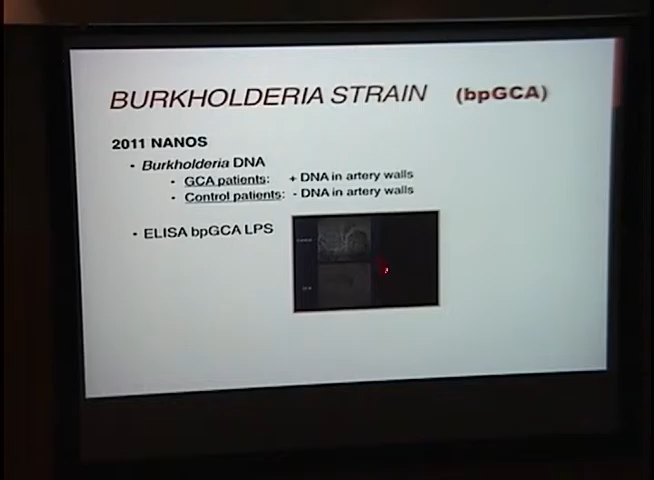 BURKHOLDERIA STRAIN (bpGCA)
2011 NANOS
• Burkholderia DNA
• GCA patients: + DNA in artery walls
• Control patients: - DNA in artery walls
• ELISA bpGCA LPS